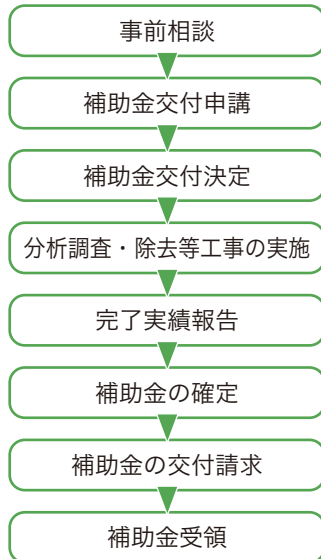 事前相談
補助金交付申講
補助金交付決定
分析調査・除去等工事の実施
完了実績報告
補助金の確定
補助金の交付請求
補助金受領